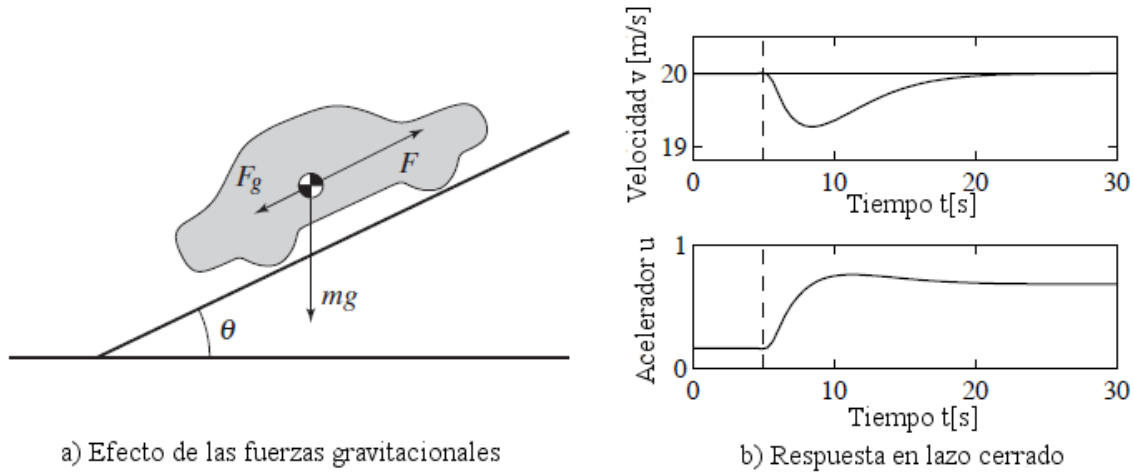 F_g
F
mg
θ
a) Efecto de las fuerzas gravitacionales
Velocidad v [m/s]
20
19
0
10
20
30
Tiempo t[s]
Acelerador u
1
0
0
10
20
30
Tiempo t[s]
b) Respuesta en lazo cerrado